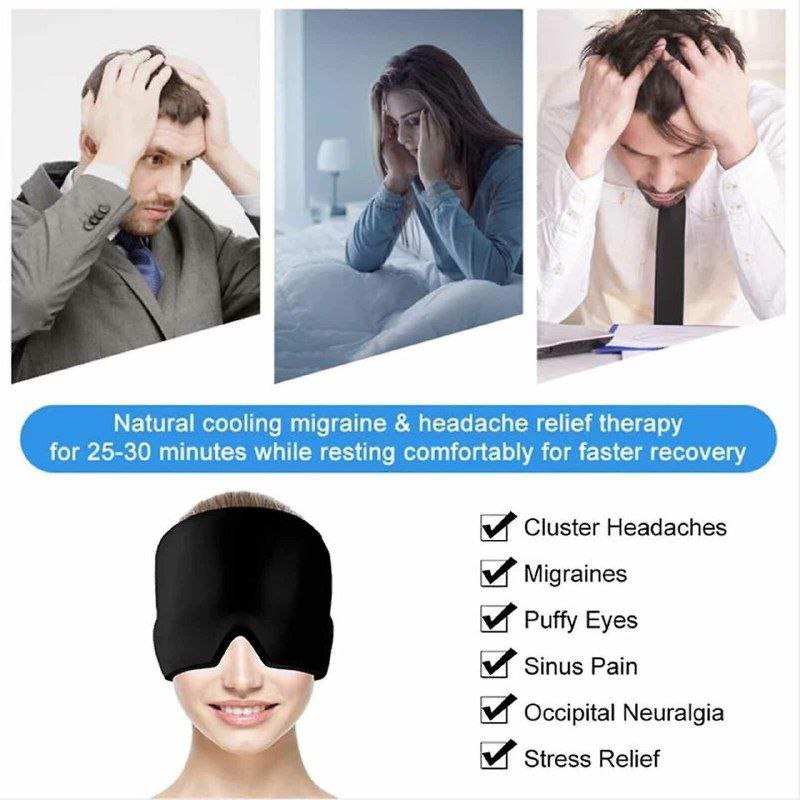 Natural cooling migraine & headache relief therapy
for 25-30 minutes while resting comfortably for faster recovery
Cluster Headaches
Migraines
Puffy Eyes
Sinus Pain
Occipital Neuralgia
Stress Relief